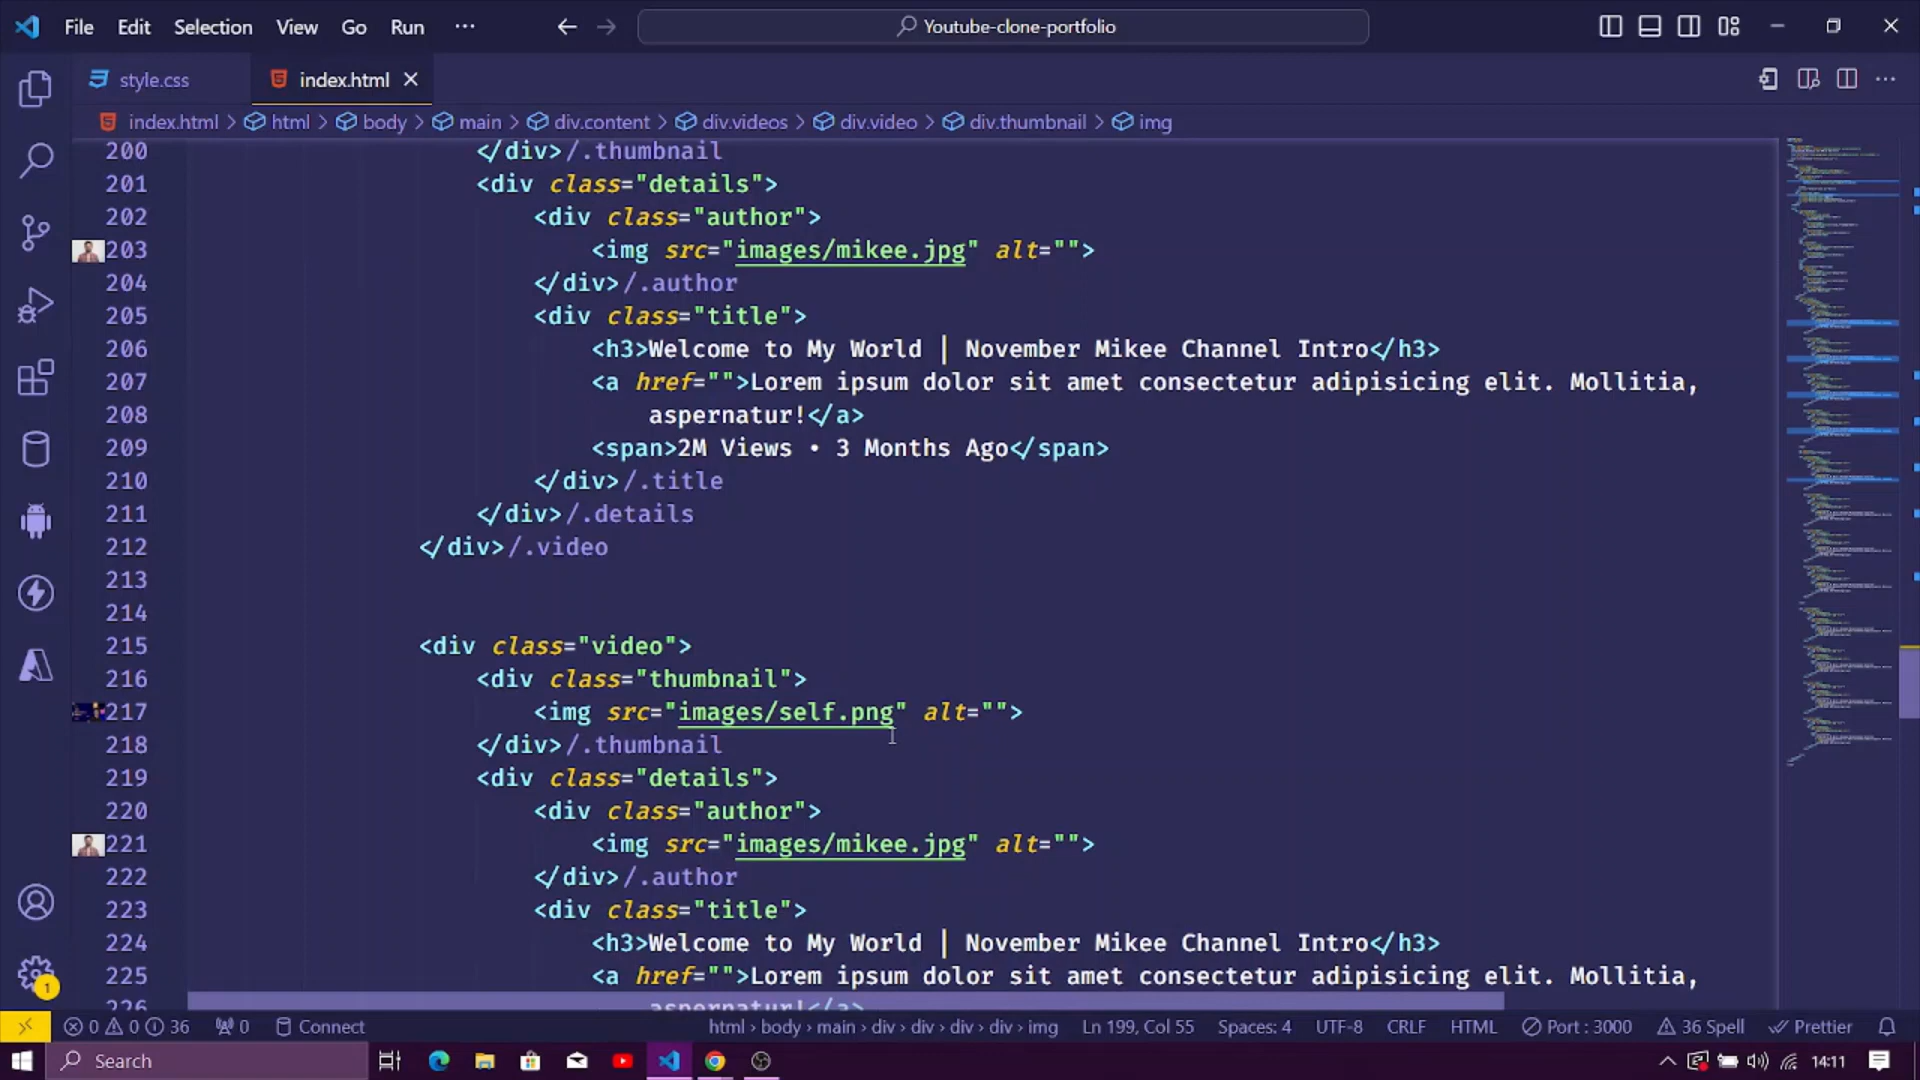 File Edit Selection View Go Run ··· Youtube-clone-portfolio
style.css index.html
index.html > html > body > main > div.content > div.videos > div.video > div.thumbnail > img
200 </div>/.thumbnail
201 <div class="details">
202 <div class="author">
203 <img src="images/mikee.jpg" alt="">
204 </div>/.author
205 <div class="title">
206 <h3>Welcome to My World | November Mikee Channel Intro</h3>
207 <a href="">Lorem ipsum dolor sit amet consectetur adipisicing elit. Mollitia,
208 aspernatur!</a>
209 <span>2M Views • 3 Months Ago</span>
210 </div>/.title
211 </div>/.details
212 </div>/.video
213
214
215 <div class="video">
216 <div class="thumbnail">
217 <img src="images/self.png" alt="">
218 </div>/.thumbnail
219 <div class="details">
220 <div class="author">
221 <img src="images/mikee.jpg" alt="">
222 </div>/.author
223 <div class="title">
224 <h3>Welcome to My World | November Mikee Channel Intro</h3>
225 <a href="">Lorem ipsum dolor sit amet consectetur adipisicing elit. Mollitia,
226 aspernatur!</a>
1
0 0 36 0 Connect html > body > main > div > div > div > div > img Ln 199, Col 55 Spaces: 4 UTF-8 CRLF HTML Port : 3000 36 Spell Prettier
Search 14:11